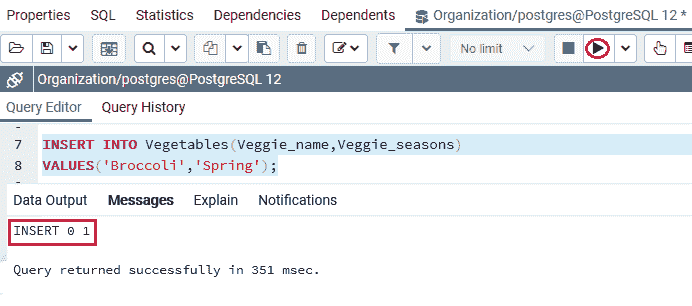 Properties SQL Statistics Dependencies Dependents Organization/postgres@PostgreSQL 12 *
No limit
Organization/postgres@PostgreSQL 12
Query Editor Query History
7 INSERT INTO Vegetables(Veggie_name,Veggie_seasons)
8 VALUES('Broccoli','Spring');
Data Output Messages Explain Notifications
INSERT 0 1
Query returned successfully in 351 msec.